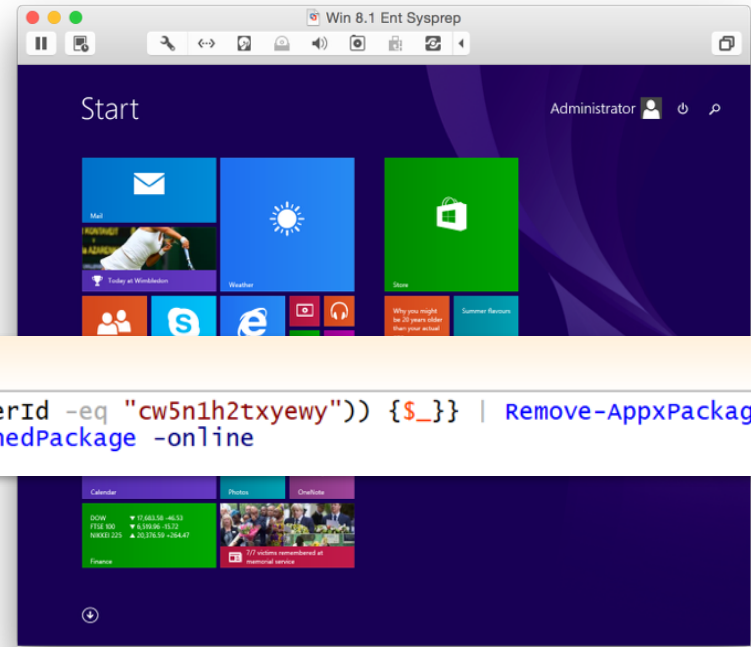 Win 8.1 Ent Sysprep
Start
Administrator
Mail
Today at Wimbledon
Weather
Store
Why you might
be 20 years older
than your actual
Summer flavours
erId -eq "cw5n1h2txyewy")) {$_}} | Remove-AppxPackag
nedPackage -online
Calendar
Photos
OneNote
DOW ▼ 17,683.58 -46.53
FTSE 100 ▼ 6,519.96 -15.72
NIKKEI 225 ▲ 20,376.59 +264.47
Finance
7/7 victims remembered at
memorial service